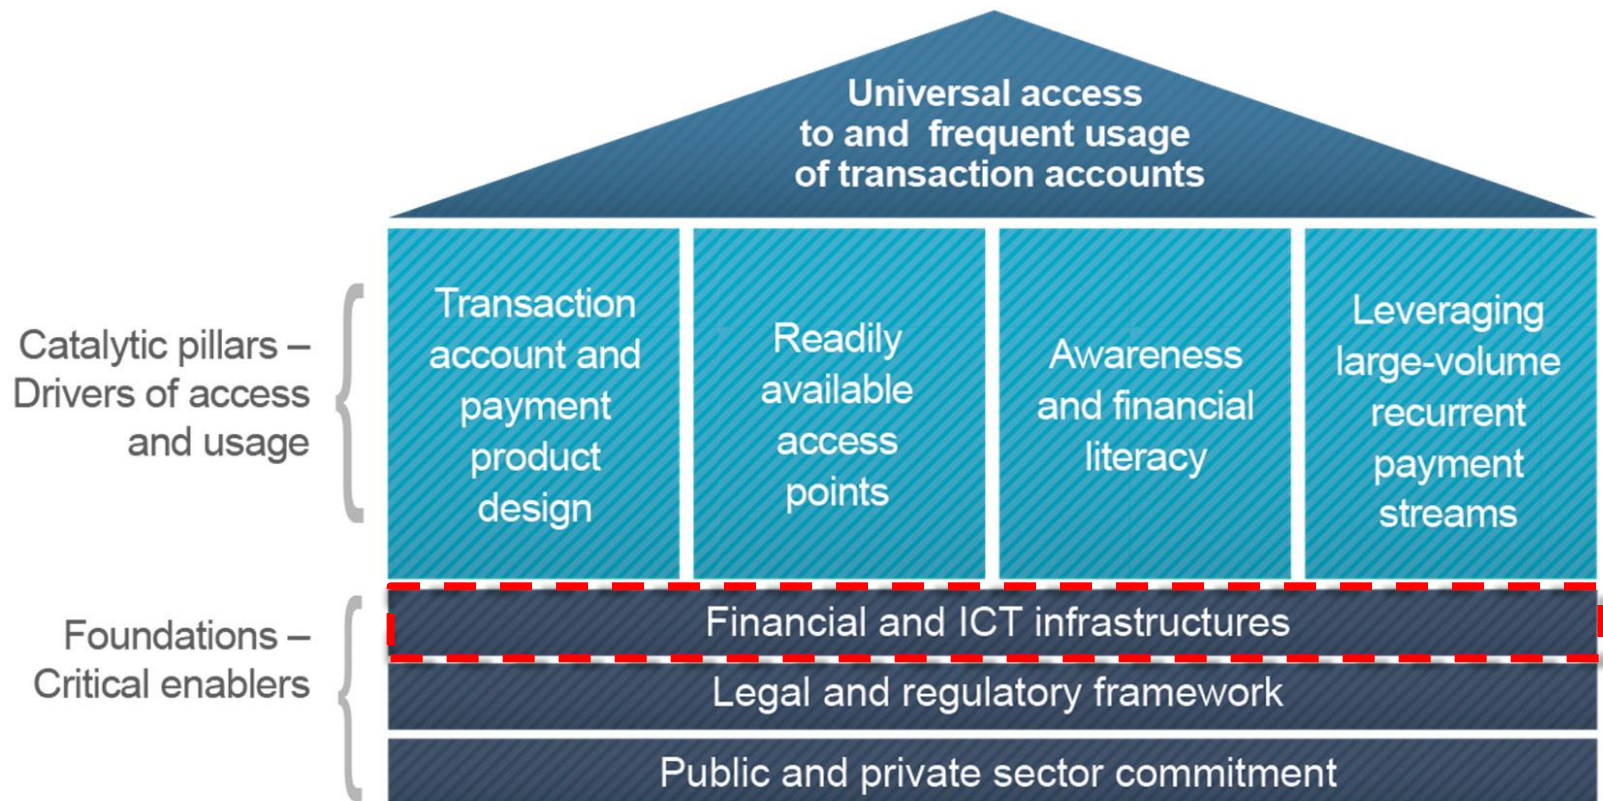 Universal access
to and frequent usage
of transaction accounts
Catalytic pillars –
Drivers of access
and usage
Transaction
account and
payment
product
design
Readily
available
access
points
Awareness
and financial
literacy
Leveraging
large-volume
recurrent
payment
streams
Foundations –
Critical enablers
Financial and ICT infrastructures
Legal and regulatory framework
Public and private sector commitment